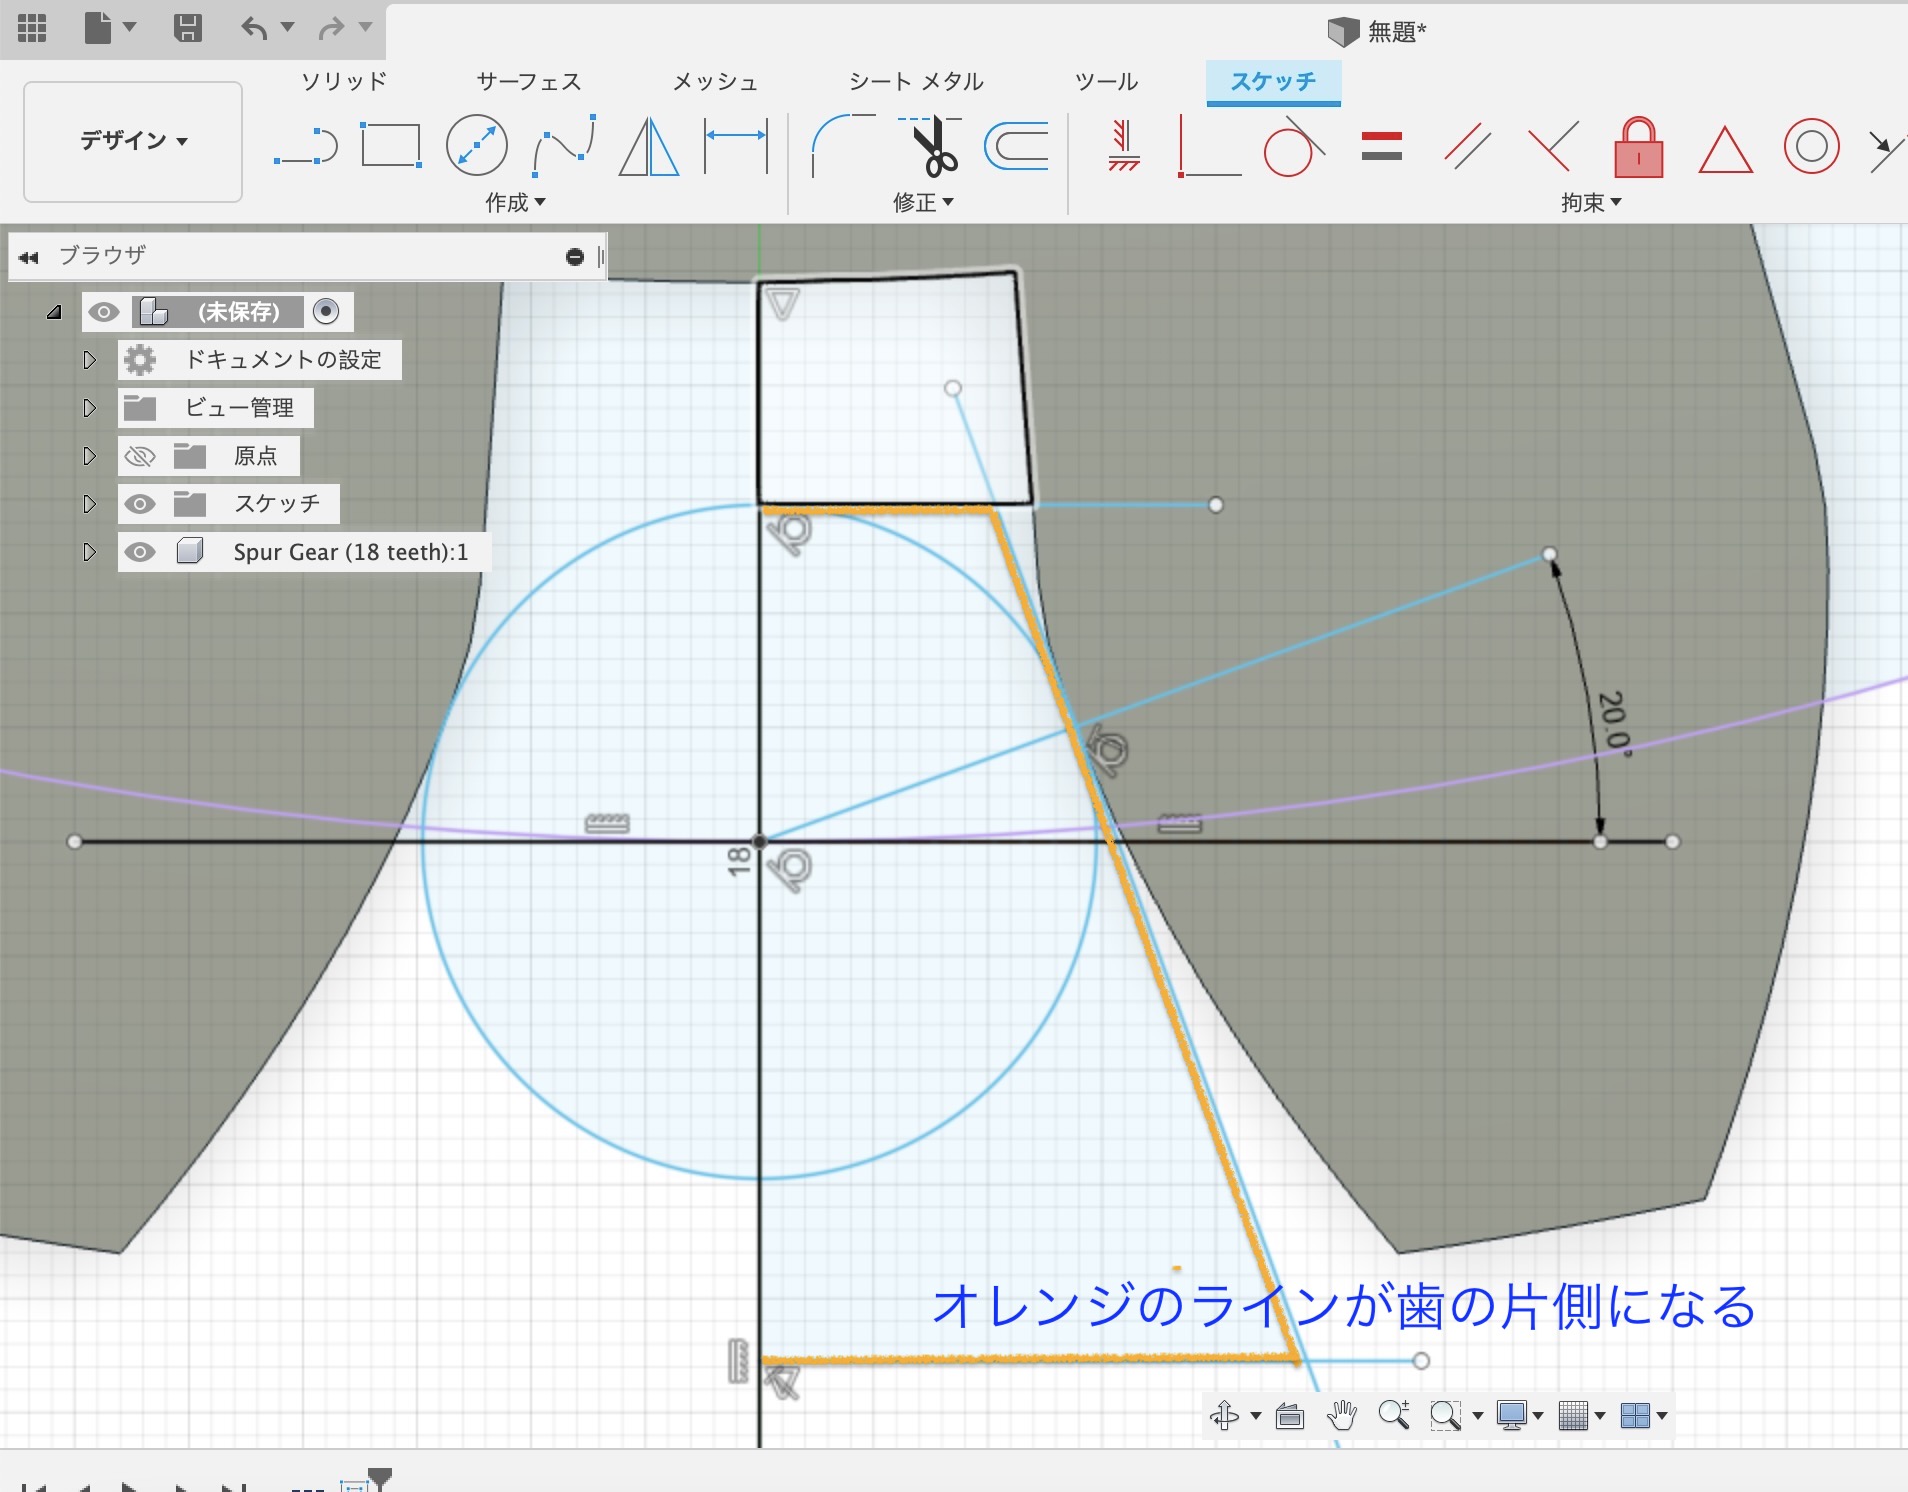 無題*
ソリッド
サーフェス
メッシュ
シート メタル
ツール
スケッチ
デザイン
作成
修正
拘束
ブラウザ
(未保存)
ドキュメントの設定
ビュー管理
原点
スケッチ
Spur Gear (18 teeth):1
20.0°
18
オレンジのラインが歯の片側になる